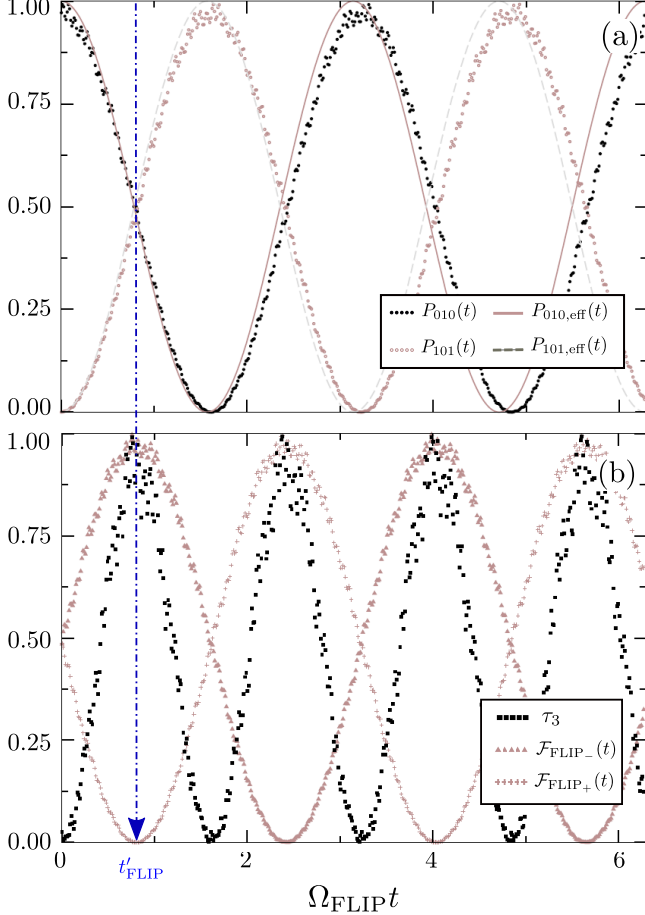 1.00
(a)
0.75
0.50
0.25
P₀₁₀(t) P₀₁₀,eff(t)
P₁₀₁(t) P₁₀₁,eff(t)
0.00
1.00
(b)
0.75
0.50
0.25
τ₃
ℱFLIP₋(t)
ℱFLIP₊(t)
0.00
0 2 4 6
t′FLIP
ΩFLIPt